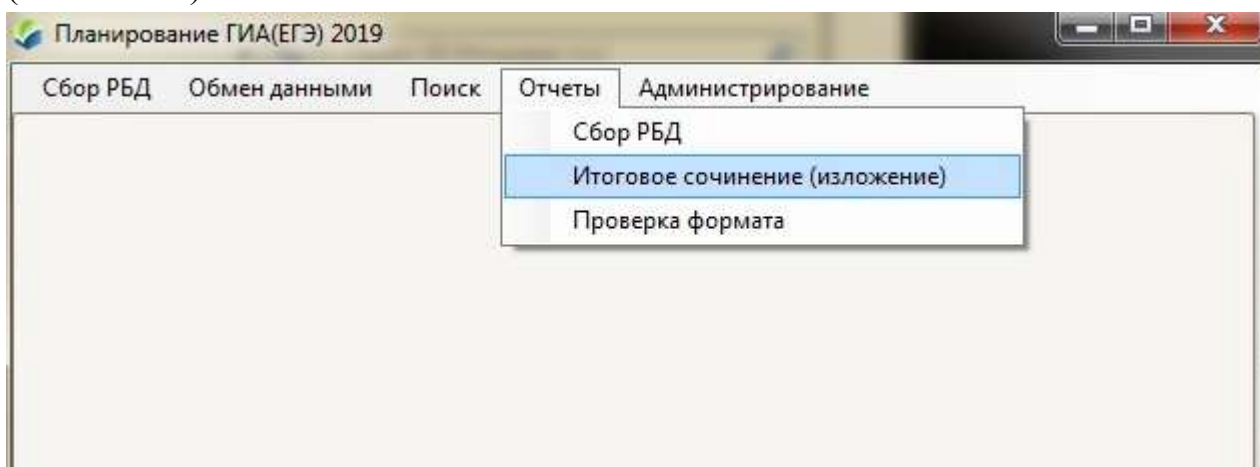 Планирование ГИА(ЕГЭ) 2019
Сбор РБД Обмен данными Поиск Отчеты Администрирование
Сбор РБД
Итоговое сочинение (изложение)
Проверка формата